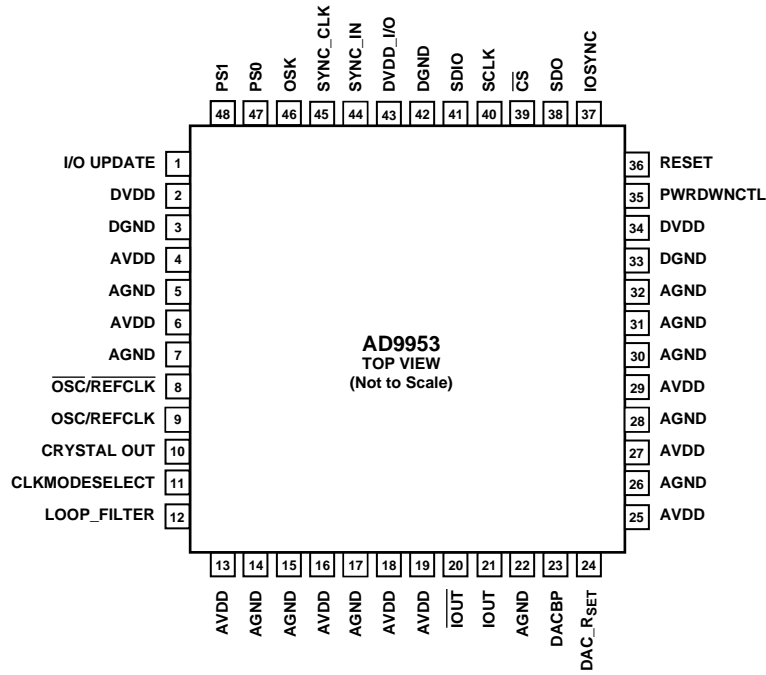 PS1
PS0
OSK
SYNC_CLK
SYNC_IN
DVDD_I/O
DGND
SDIO
SCLK
CS
SDO
IOSYNC
48
47
46
45
44
43
42
41
40
39
38
37
I/O UPDATE 1
DVDD 2
DGND 3
AVDD 4
AGND 5
AVDD 6
AGND 7
OSC/REFCLK 8
OSC/REFCLK 9
CRYSTAL OUT 10
CLKMODESELECT 11
LOOP_FILTER 12
AD9953
TOP VIEW
(Not to Scale)
36 RESET
35 PWRDWNCTL
34 DVDD
33 DGND
32 AGND
31 AGND
30 AGND
29 AVDD
28 AGND
27 AVDD
26 AGND
25 AVDD
13
14
15
16
17
18
19
20
21
22
23
24
AVDD
AGND
AGND
AVDD
AGND
AVDD
AVDD
IOUT
IOUT
AGND
DACBP
DAC_RSET